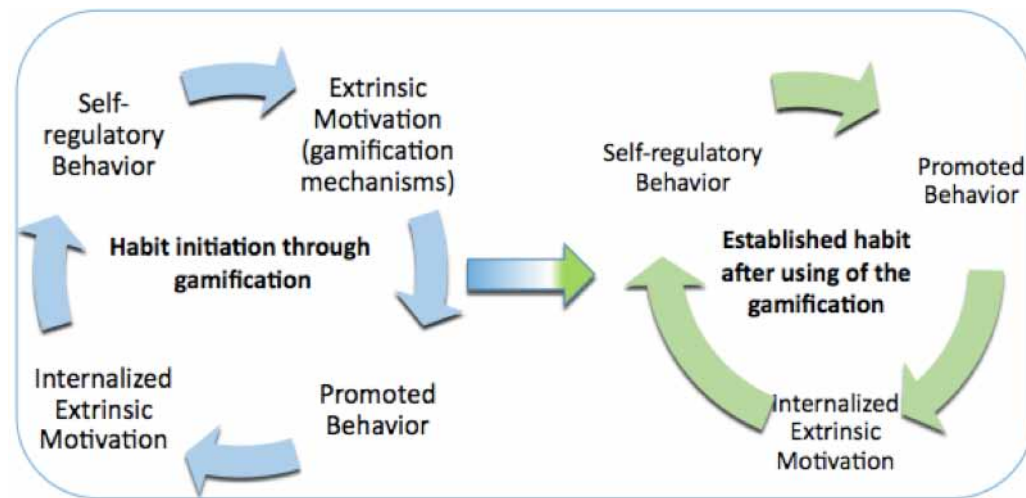 Self-
regulatory
Behavior
Extrinsic
Motivation
(gamification
mechanisms)
Habit initiation through
gamification
Internalized
Extrinsic
Motivation
Promoted
Behavior
Self-regulatory
Behavior
Promoted
Behavior
Established habit
after using of the
gamification
Internalized
Extrinsic
Motivation